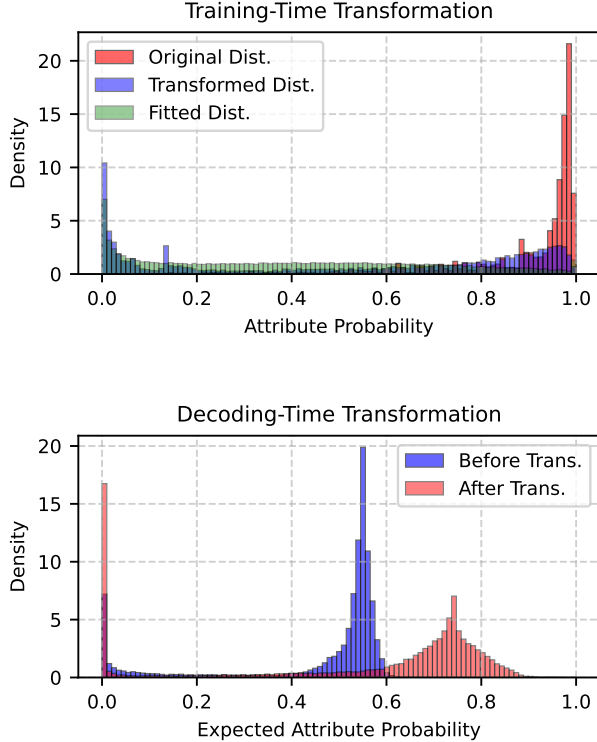 Training-Time Transformation
Original Dist.
Transformed Dist.
Fitted Dist.
Density
20
15
10
5
0
0.0 0.2 0.4 0.6 0.8 1.0
Attribute Probability
Decoding-Time Transformation
Before Trans.
After Trans.
Density
20
15
10
5
0
0.0 0.2 0.4 0.6 0.8 1.0
Expected Attribute Probability